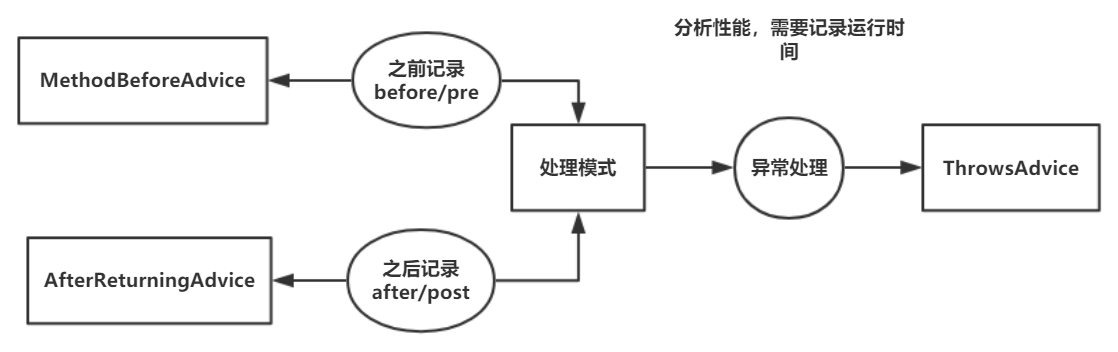 分析性能，需要记录运行时
间
MethodBeforeAdvice
之前记录
before/pre
处理模式
异常处理
ThrowsAdvice
AfterReturningAdvice
之后记录
after/post